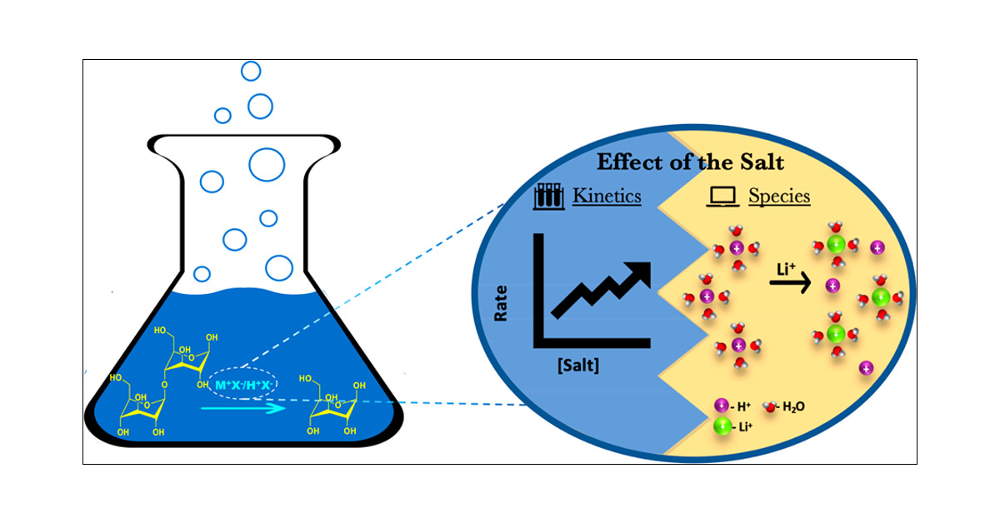 Effect of the Salt
Kinetics
Species
Rate
[Salt]
Li⁺
+
+
+
+
+
+
+
+
+
+ - H⁺
- H₂O
+ - Li⁺
HO
OH
OH
O
HO
O
OH
OH
O
OH
OH
M⁺X⁻/H⁺X⁻
HO
OH
OH
O
OH
OH